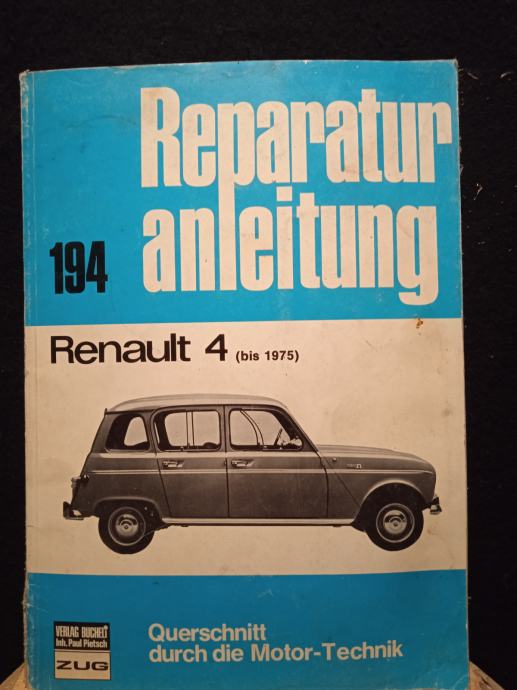 Reparatur
anleitung
194
Renault 4 (bis 1975)
VERLAG BUCHELI
Inh. Paul Pietsch
ZUG
Querschnitt
durch die Motor-Technik